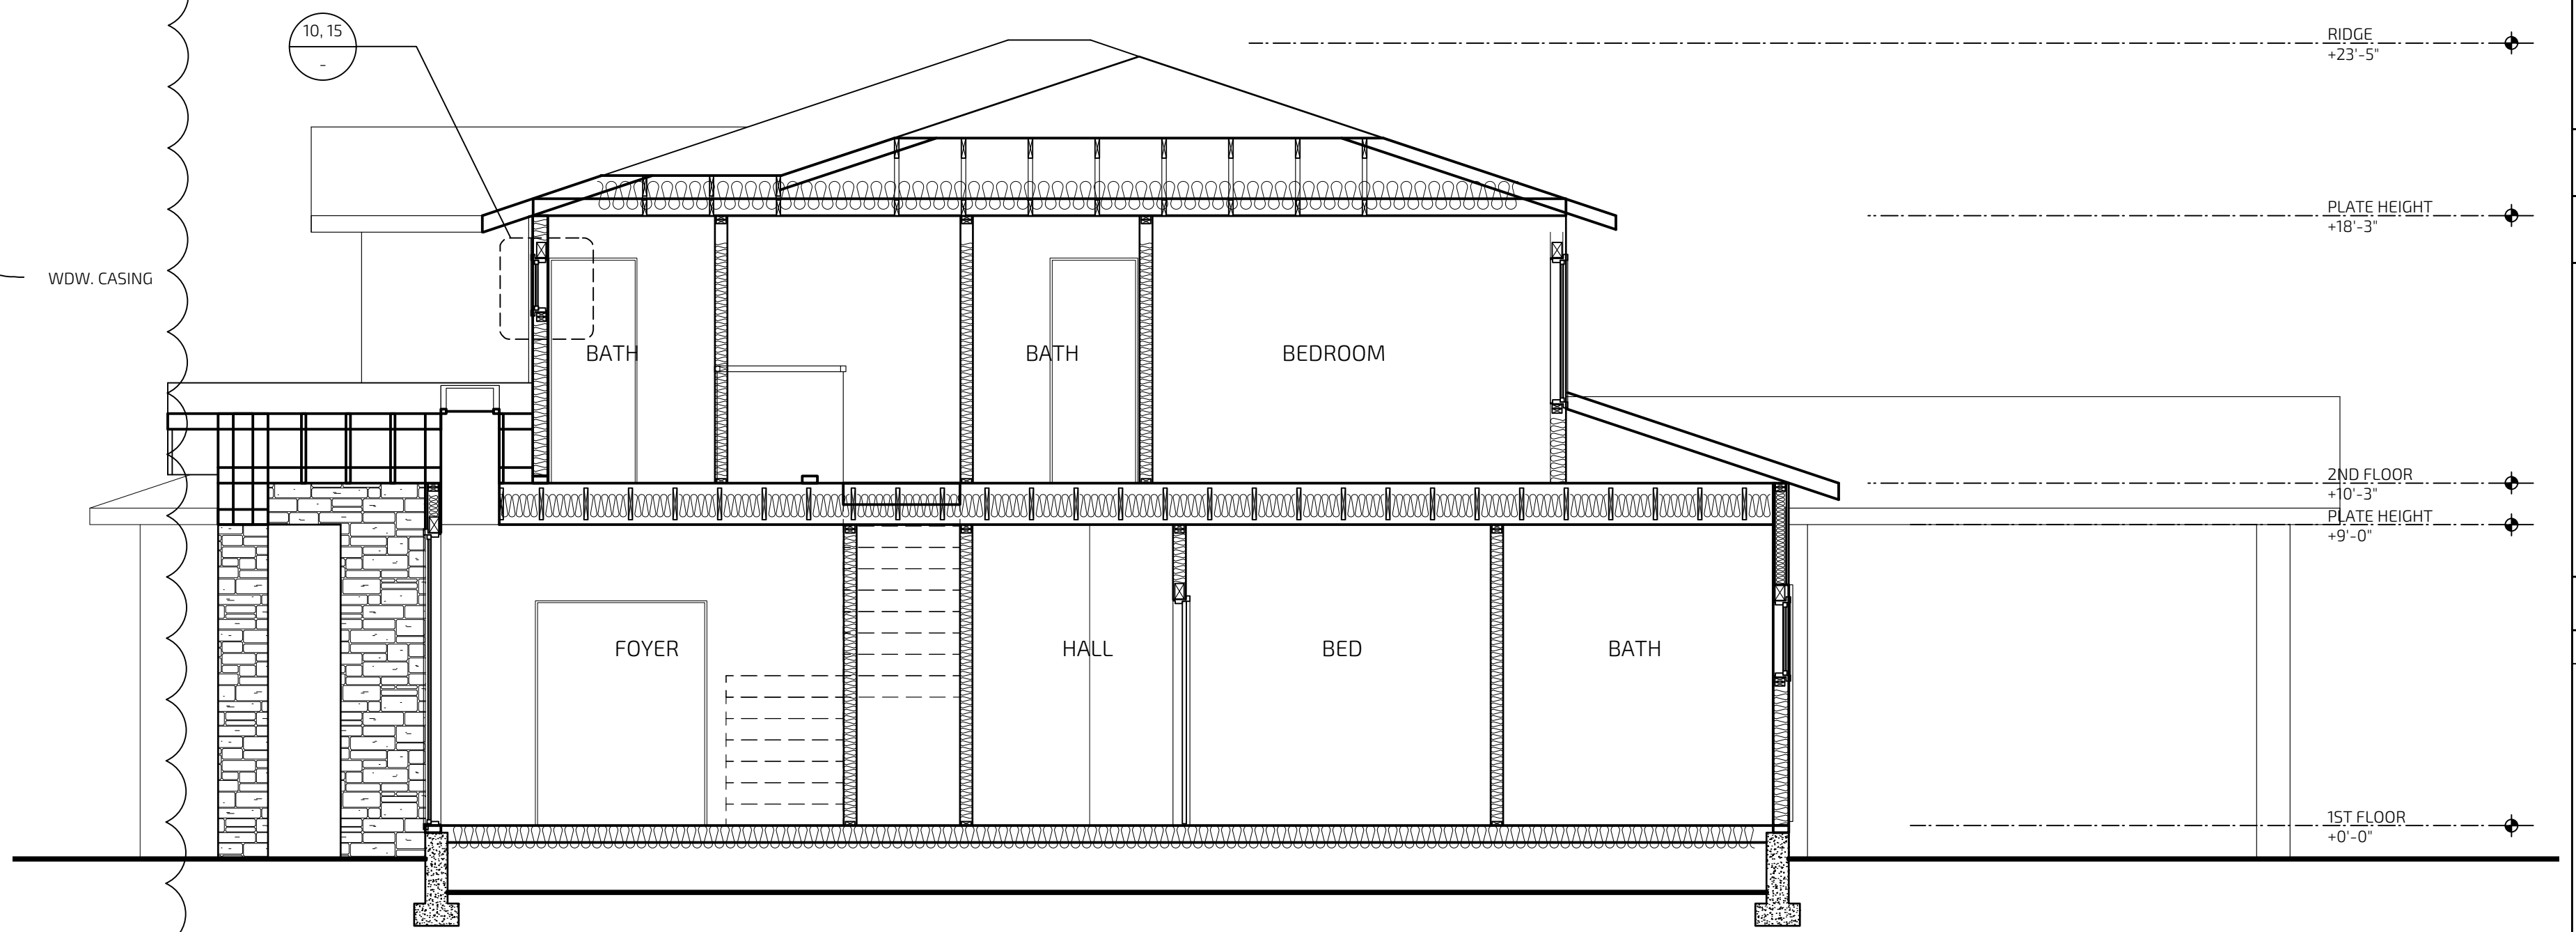 10, 15
-
RIDGE
+23'-5"
PLATE HEIGHT
+18'-3"
WDW. CASING
BATH
BATH
BEDROOM
2ND FLOOR
+10'-3"
PLATE HEIGHT
+9'-0"
FOYER
HALL
BED
BATH
1ST FLOOR
+0'-0"